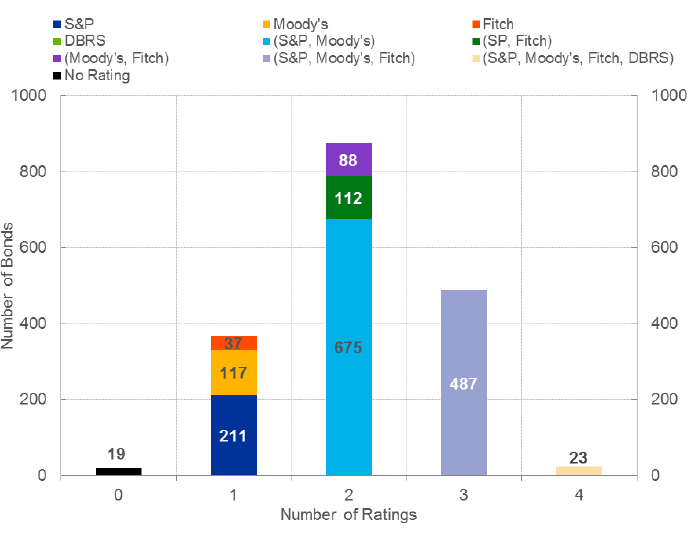 S&P Moody's Fitch
DBRS (S&P, Moody's) (SP, Fitch)
(Moody's, Fitch) (S&P, Moody's, Fitch) (S&P, Moody's, Fitch, DBRS)
No Rating
1000 1000
800 800
600 600
400 400
200 200
0 0
Number of Bonds
19
37
117
211
88
112
675
487
23
0 1 2 3 4
Number of Ratings